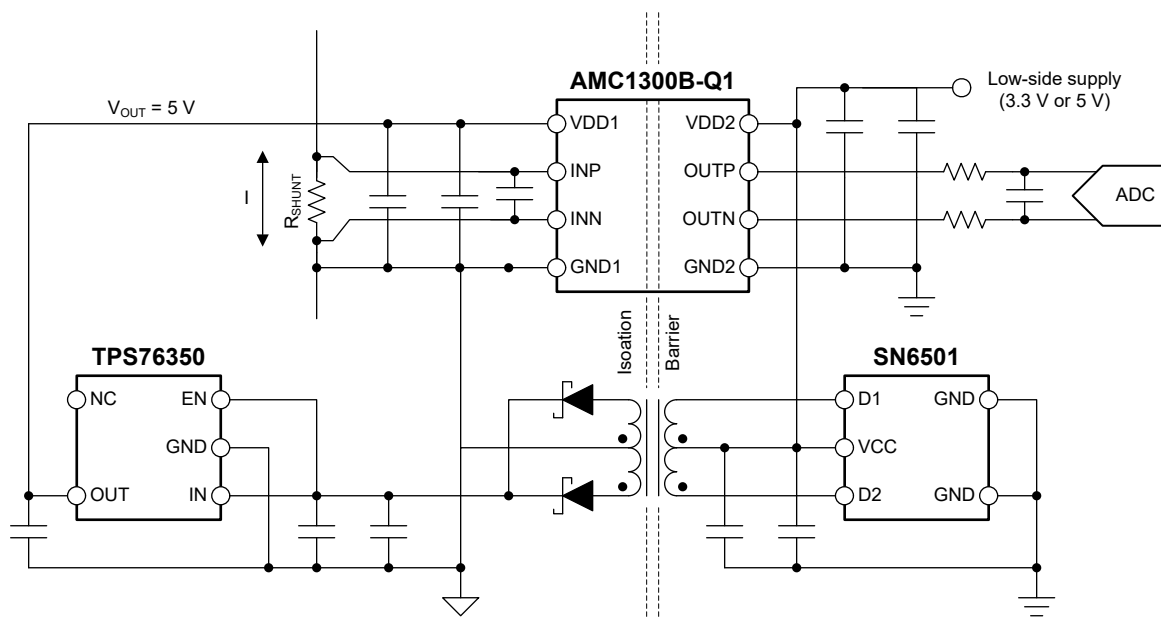 AMC1300B-Q1
Low-side supply
(3.3 V or 5 V)
VOUT = 5 V
VDD1
VDD2
INP
OUTP
I
RSHUNT
ADC
INN
OUTN
GND1
GND2
Isoation
Barrier
TPS76350
SN6501
NC
EN
D1
GND
GND
VCC
OUT
IN
D2
GND